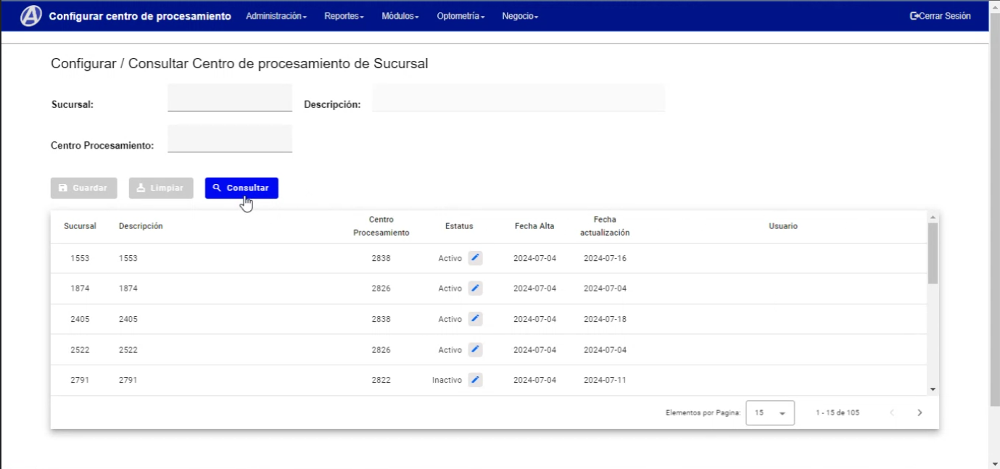 Configurar centro de procesamiento Administración Reportes Módulos Optometría Negocio Cerrar Sesión
Configurar / Consultar Centro de procesamiento de Sucursal
Sucursal: Descripción:
Centro Procesamiento:
Guardar Limpiar Consultar
Sucursal Descripción Centro Procesamiento Estatus Fecha Alta Fecha actualización Usuario
1553 1553 2838 Activo 2024-07-04 2024-07-16
1874 1874 2826 Activo 2024-07-04 2024-07-04
2405 2405 2838 Activo 2024-07-04 2024-07-18
2522 2522 2826 Activo 2024-07-04 2024-07-04
2791 2791 2822 Inactivo 2024-07-04 2024-07-11
Elementos por Pagina: 15 1 - 15 de 105